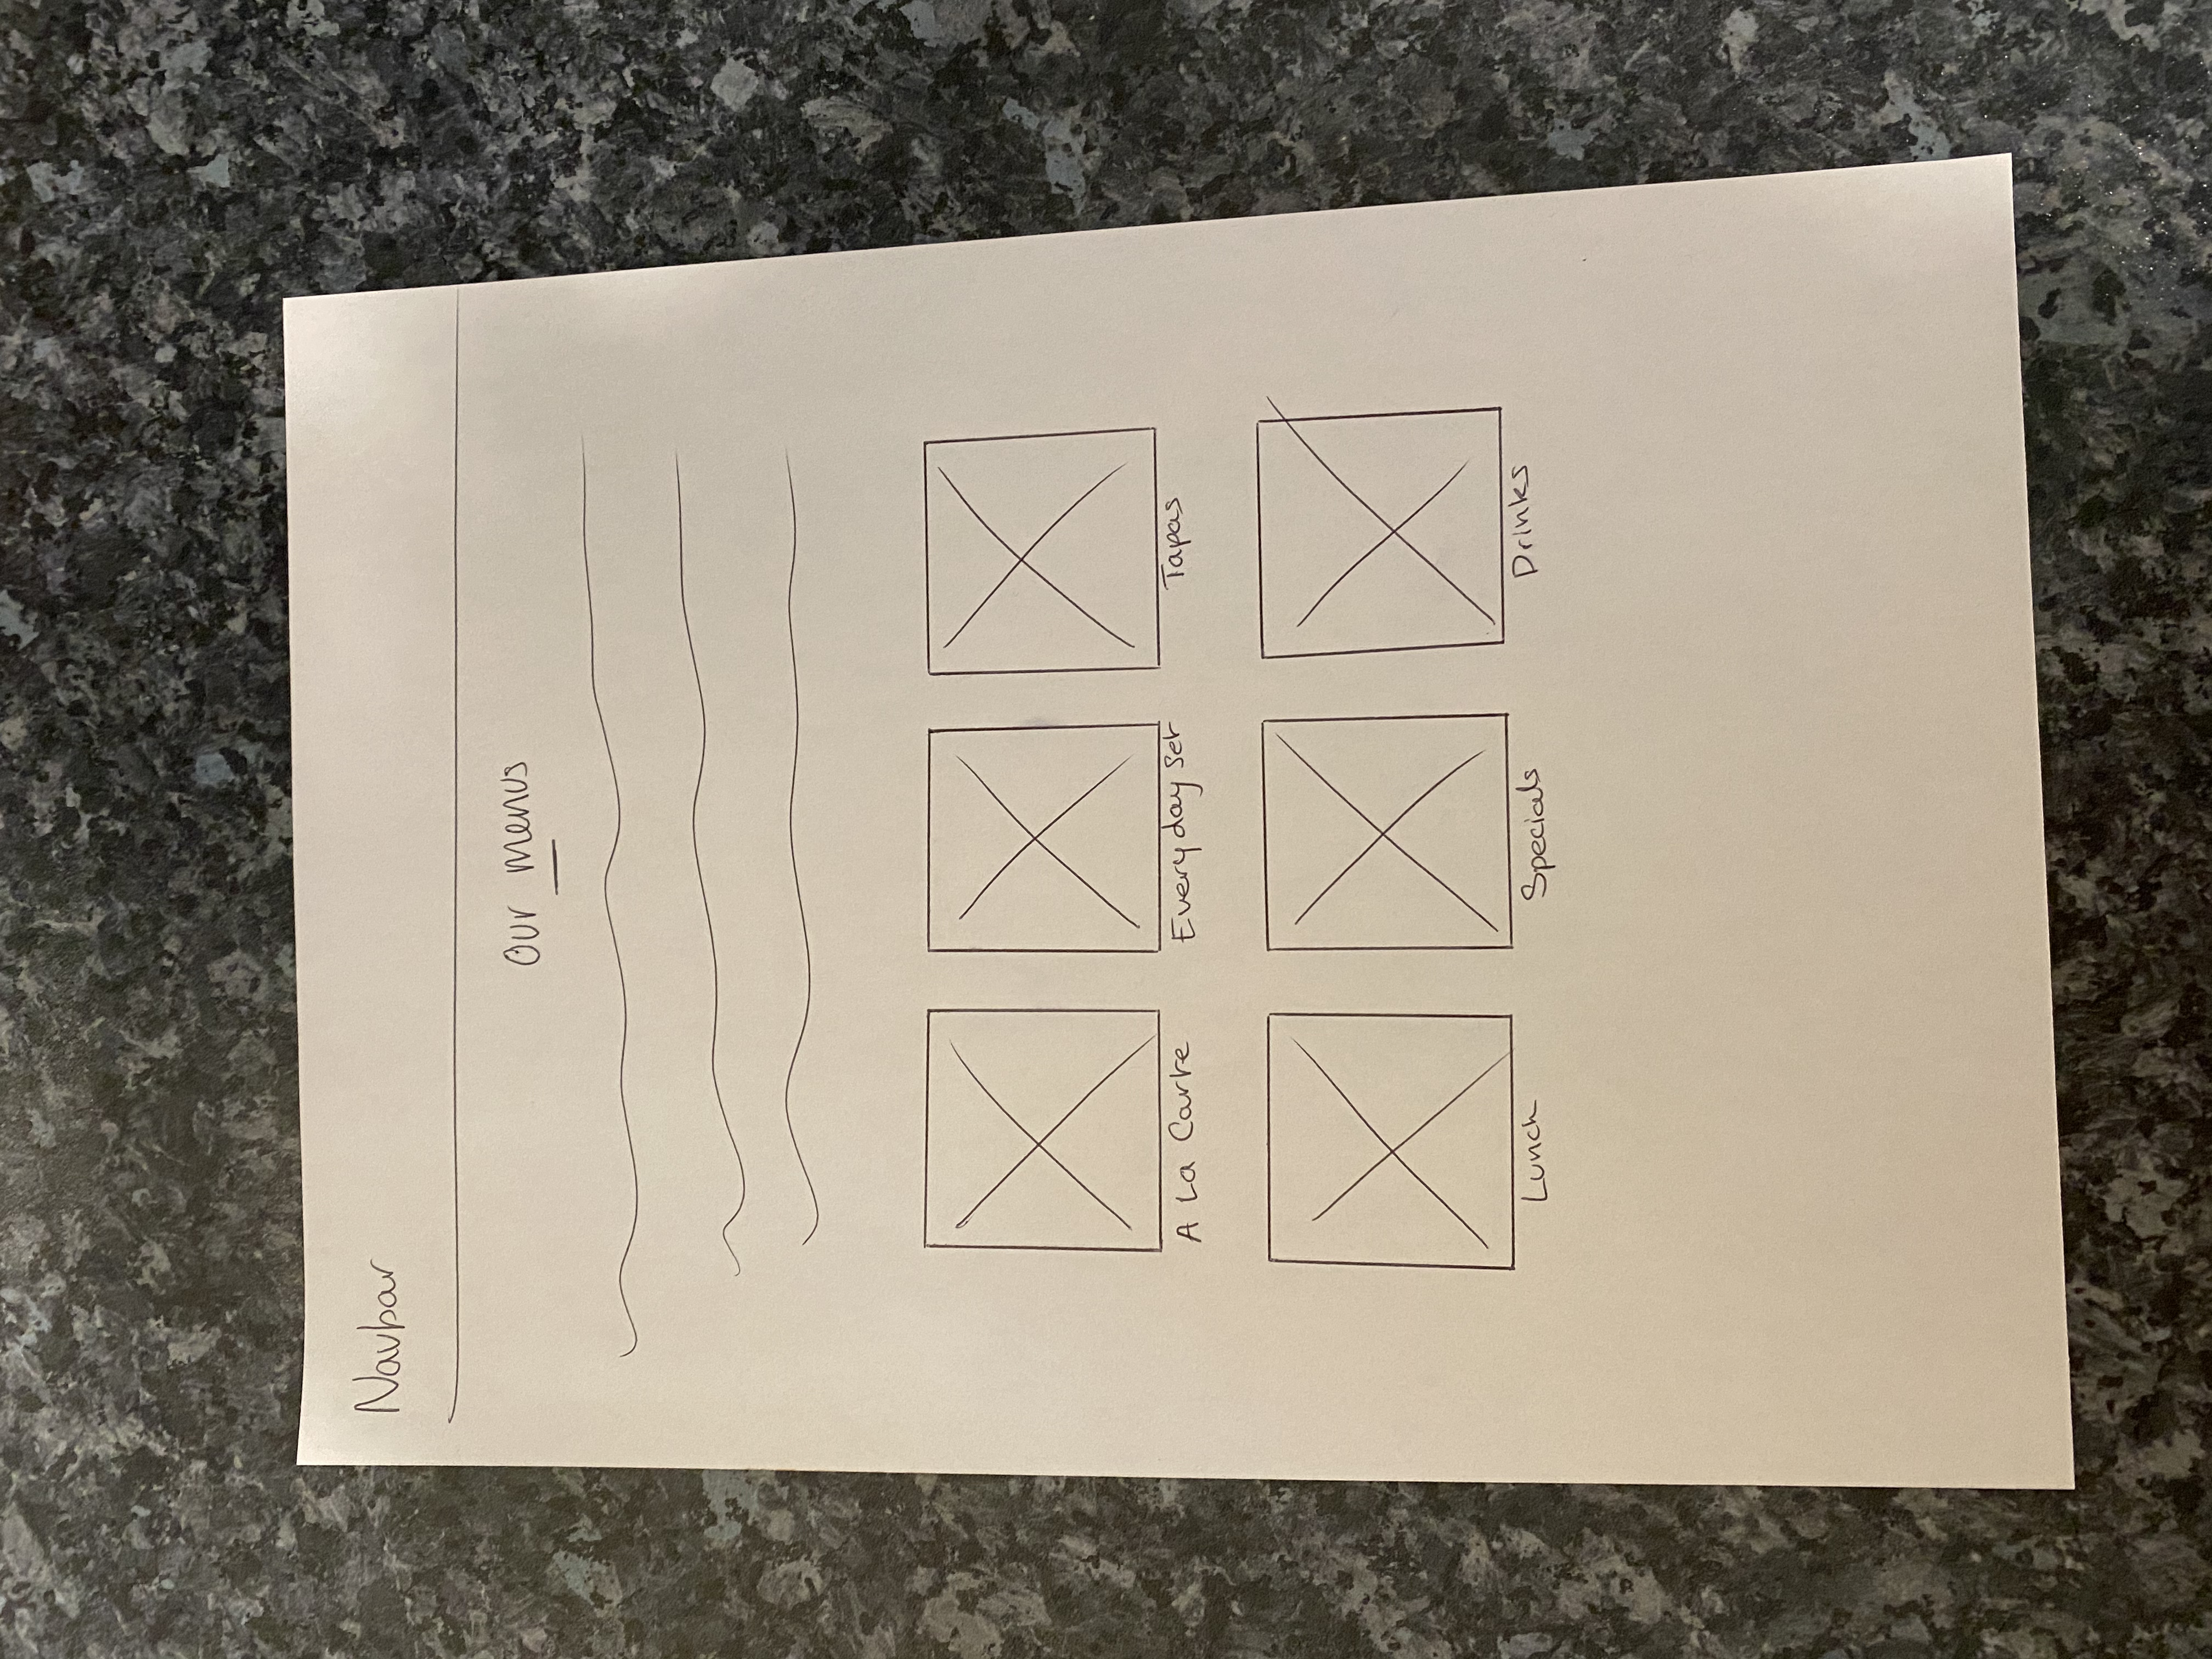 Navbar
Our menus
A La Carte
Everyday Set
Tapas
Lunch
Specials
Drinks